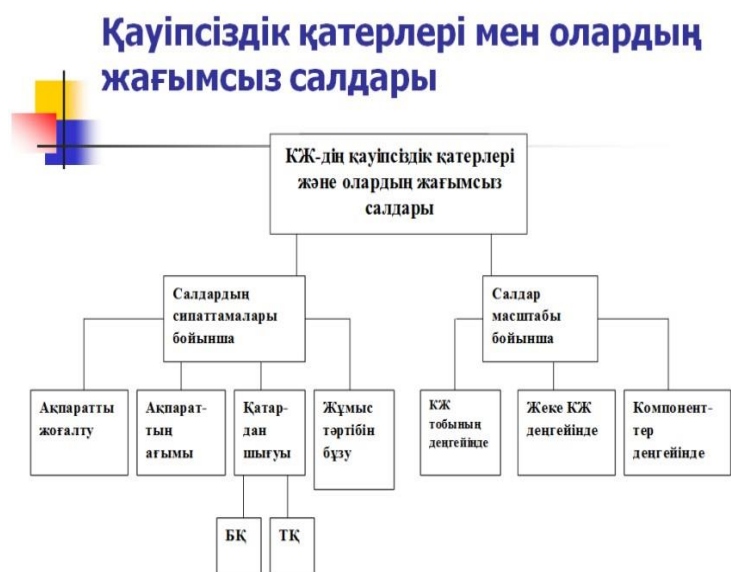 Қауіпсіздік қатерлері мен олардың
жағымсыз салдары
КЖ-дің қауіпсіздік қатерлері
және олардың жағымсыз
салдары
Салдардың
сипаттамалары
бойынша
Салдар
масштабы
бойынша
Ақпаратты
жоғалту
Ақпарат-
тың
ағымы
Қатар-
дан
шығуы
Жұмыс
тәртібін
бұзу
КЖ
тобының
деңгейінде
Жеке КЖ
деңгейінде
Компонент-
тер
деңгейінде
БҚ
ТҚ